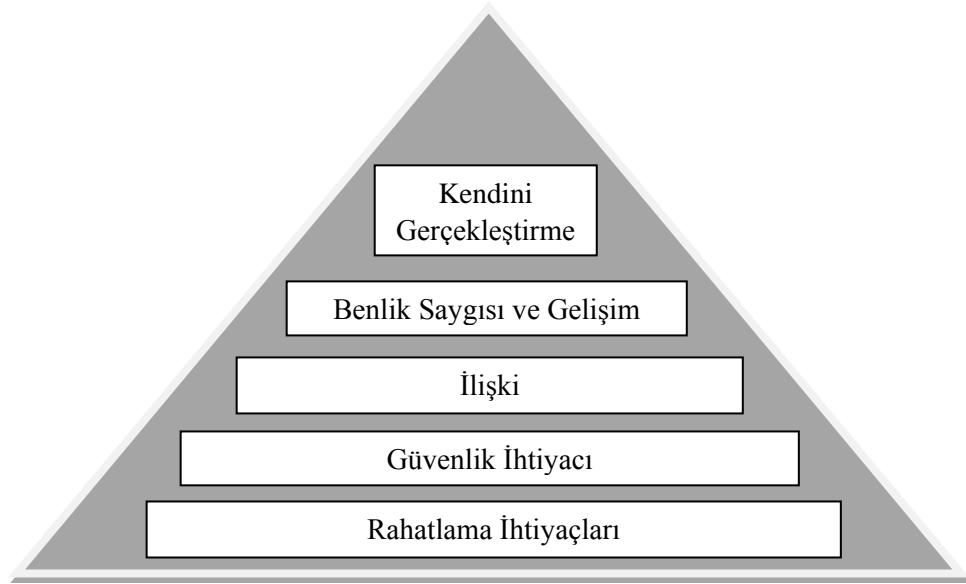 Kendini
Gerçekleştirme
Benlik Saygısı ve Gelişim
İlişki
Güvenlik İhtiyacı
Rahatlama İhtiyaçları